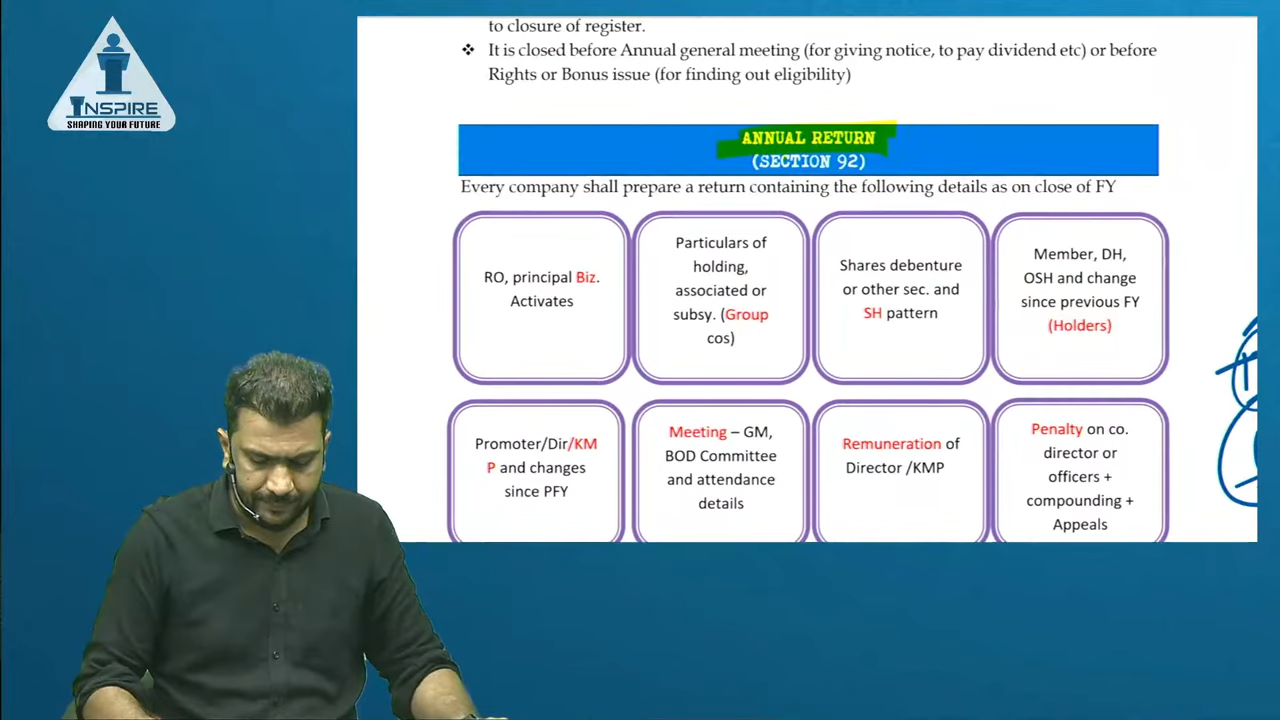 INSPIRE
SHAPING YOUR FUTURE
to closure of register.
❖ It is closed before Annual general meeting (for giving notice, to pay dividend etc) or before
Rights or Bonus issue (for finding out eligibility)
ANNUAL RETURN
(SECTION 92)
Every company shall prepare a return containing the following details as on close of FY
RO, principal Biz.
Activates
Particulars of
holding,
associated or
subsy. (Group
cos)
Shares debenture
or other sec. and
SH pattern
Member, DH,
OSH and change
since previous FY
(Holders)
Promoter/Dir/KM
P and changes
since PFY
Meeting – GM,
BOD Committee
and attendance
details
Remuneration of
Director /KMP
Penalty on co.
director or
officers +
compounding +
Appeals